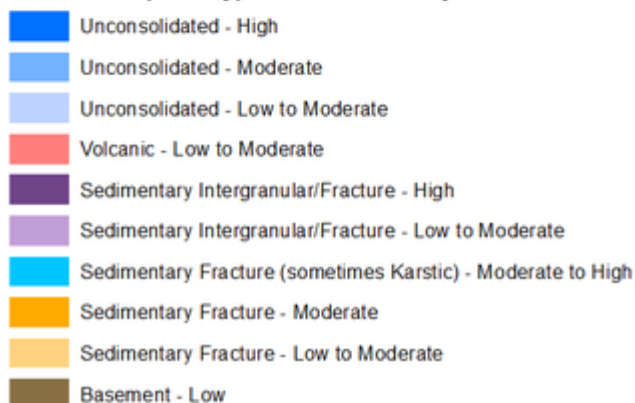 Unconsolidated - High
Unconsolidated - Moderate
Unconsolidated - Low to Moderate
Volcanic - Low to Moderate
Sedimentary Intergranular/Fracture - High
Sedimentary Intergranular/Fracture - Low to Moderate
Sedimentary Fracture (sometimes Karstic) - Moderate to High
Sedimentary Fracture - Moderate
Sedimentary Fracture - Low to Moderate
Basement - Low